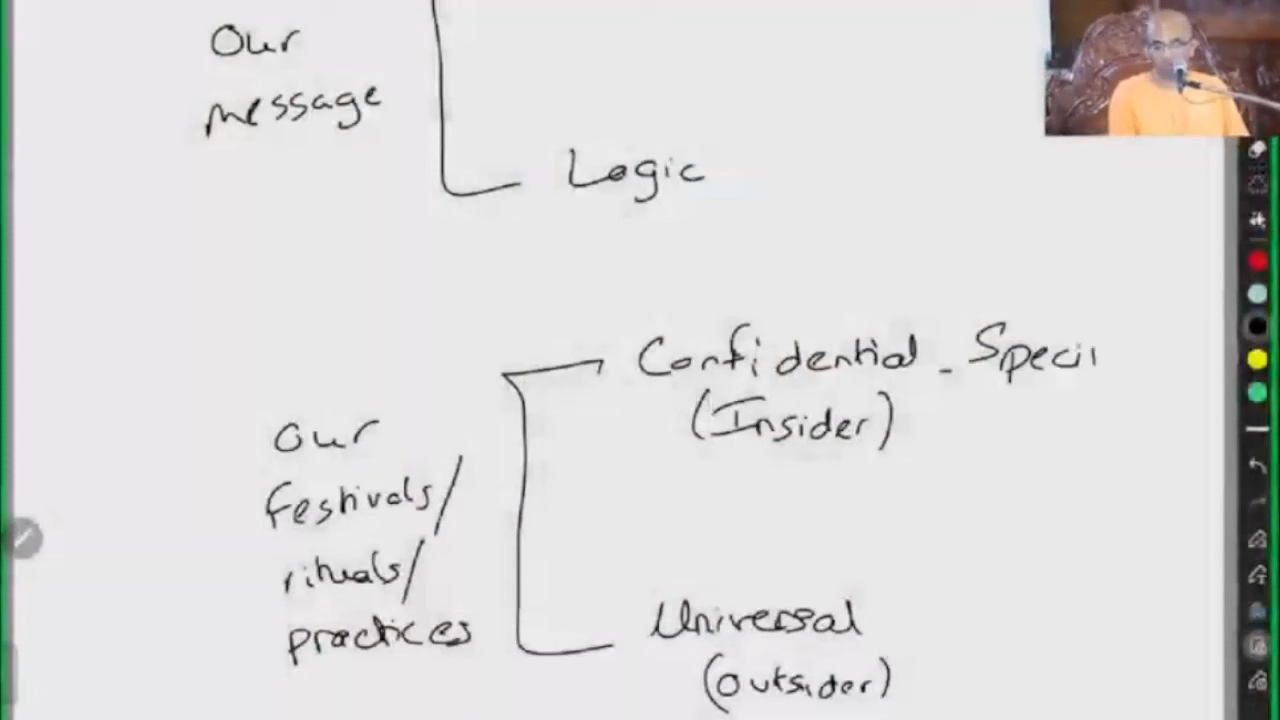 Our
message
Logic
Confidential - Speci
(Insider)
Our
festivals/
rituals/
practices
Universal
(outsider)